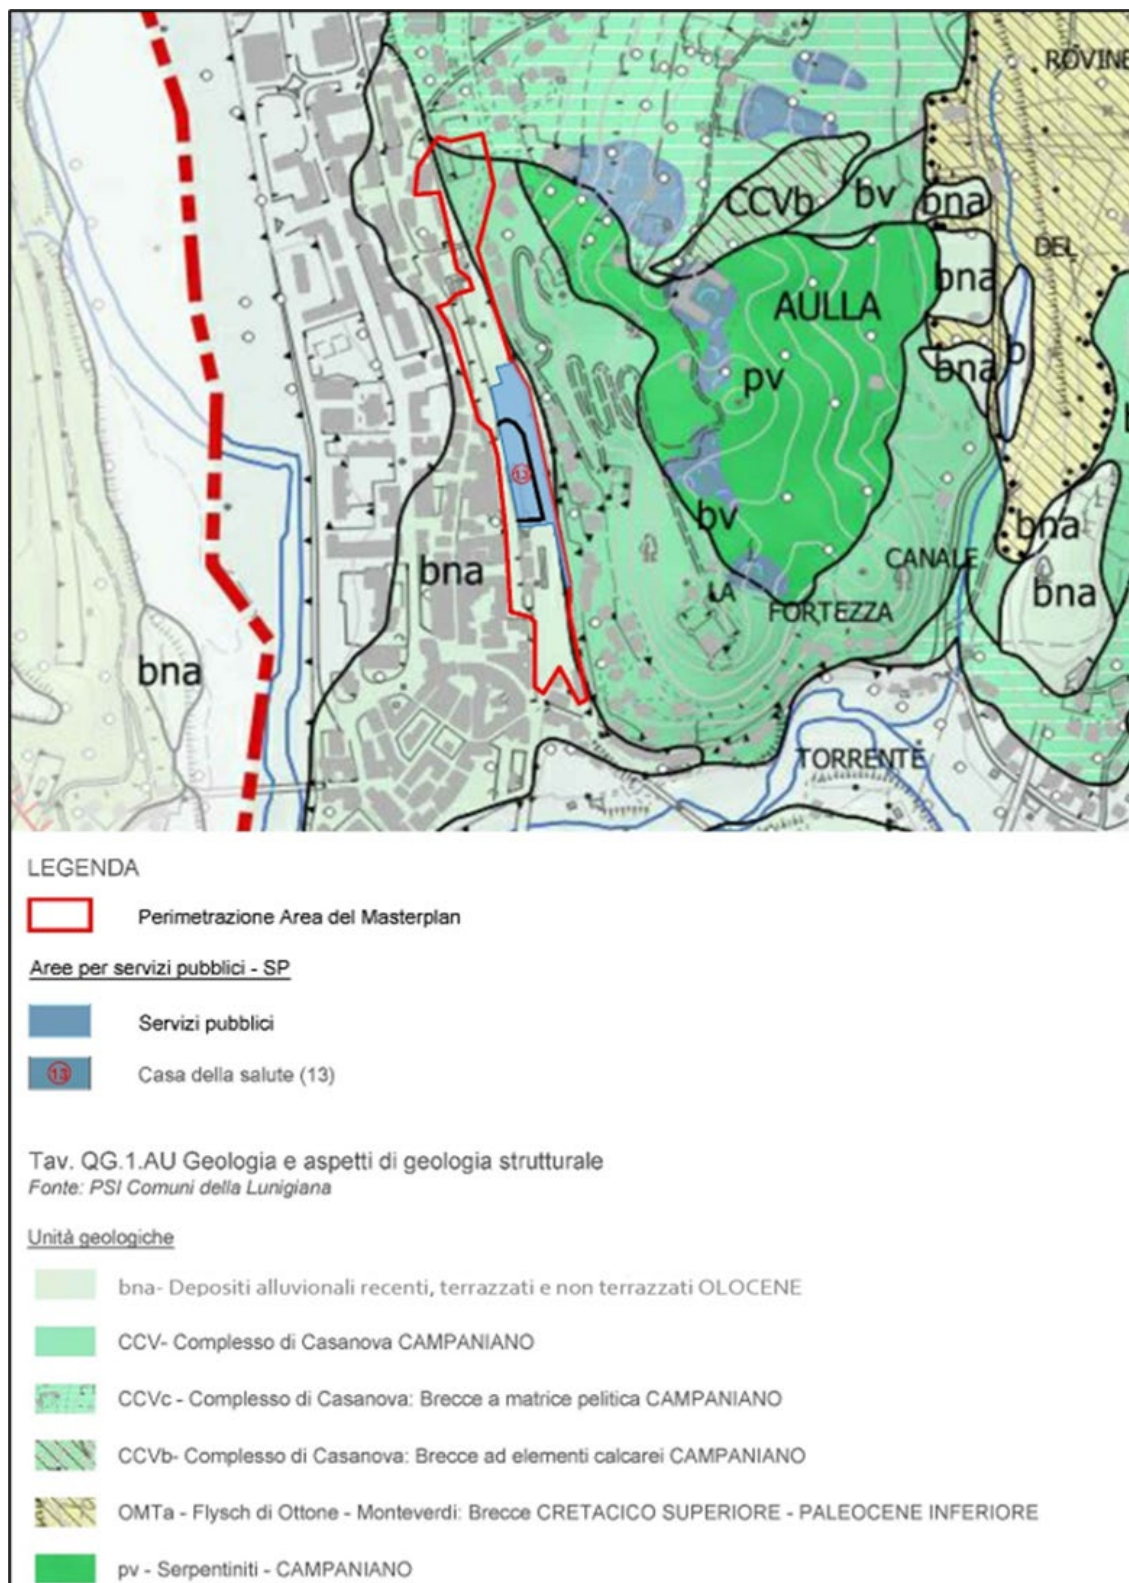 ROVINE
CCVb
bv
bna
DEL
bna
AULLA
b
bna
pv
bv
13
bna
CANALE
bna
bna
LA
FORTEZZA
bna
TORRENTE
LEGENDA
Perimetrazione Area del Masterplan
Aree per servizi pubblici - SP
Servizi pubblici
13
Casa della salute (13)
Tav. QG.1.AU Geologia e aspetti di geologia strutturale
Fonte: PSI Comuni della Lunigiana
Unità geologiche
bna- Depositi alluvionali recenti, terrazzati e non terrazzati OLOCENE
CCV- Complesso di Casanova CAMPANIANO
CCVc - Complesso di Casanova: Brecce a matrice pelitica CAMPANIANO
CCVb- Complesso di Casanova: Brecce ad elementi calcarei CAMPANIANO
OMTa - Flysch di Ottone - Monteverdi: Brecce CRETACICO SUPERIORE - PALEOCENE INFERIORE
pv - Serpentiniti - CAMPANIANO